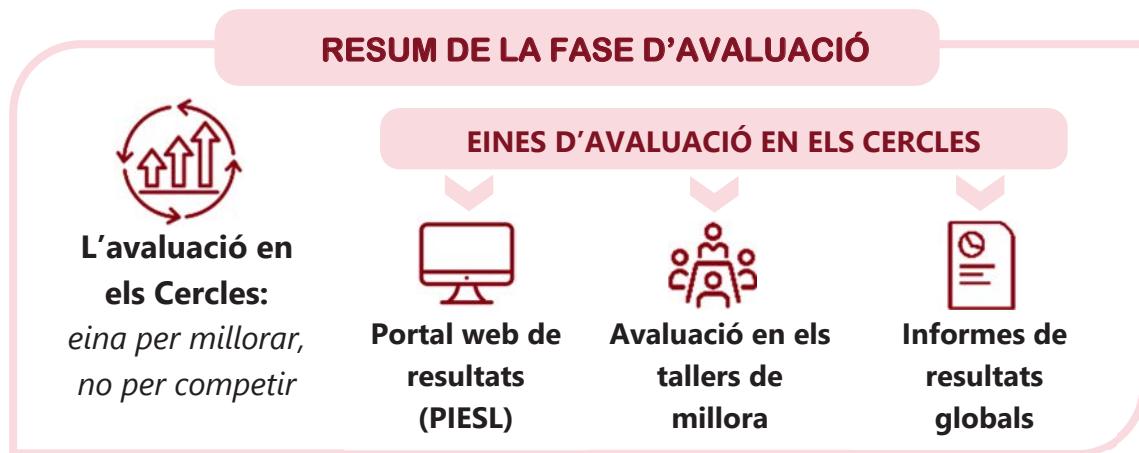 RESUM DE LA FASE D’AVALUACIÓ
L’avaluació en
els Cercles:
eina per millorar,
no per competir
EINES D’AVALUACIÓ EN ELS CERCLES
Portal web de
resultats
(PIESL)
Avaluació en els
tallers de
millora
Informes de
resultats
globals